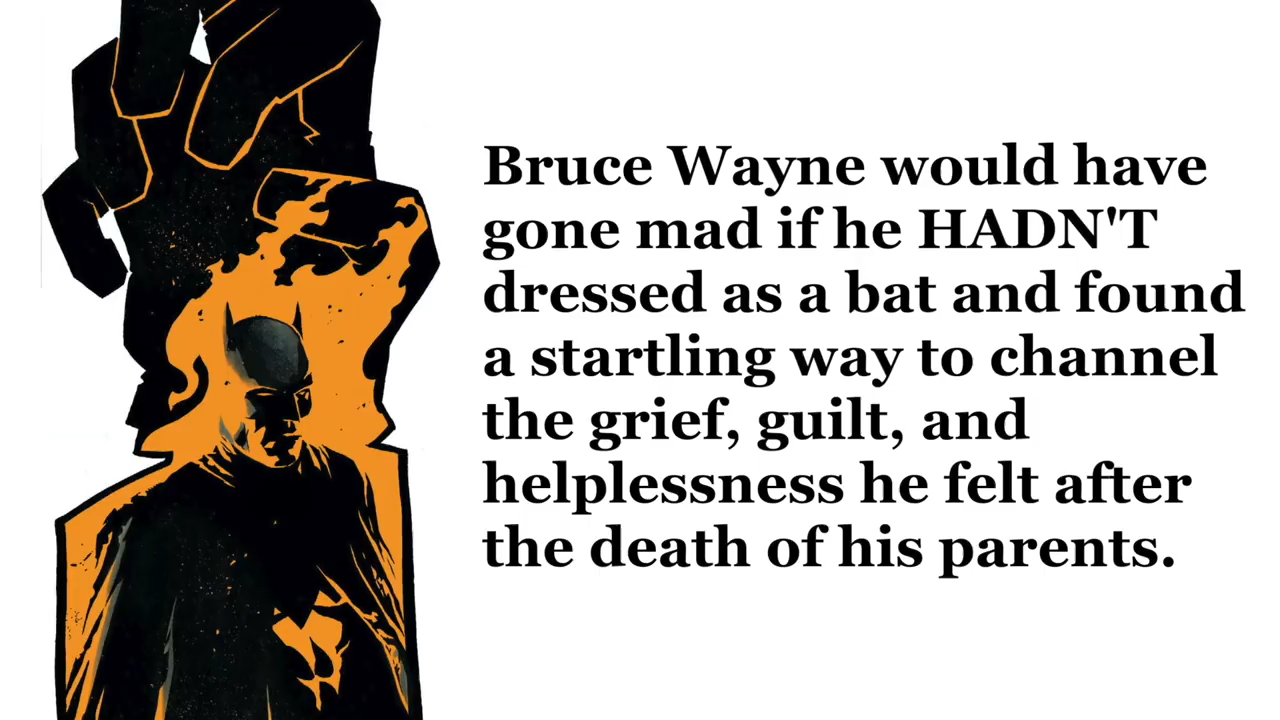 Bruce Wayne would have
gone mad if he HADN'T
dressed as a bat and found
a startling way to channel
the grief, guilt, and
helplessness he felt after
the death of his parents.